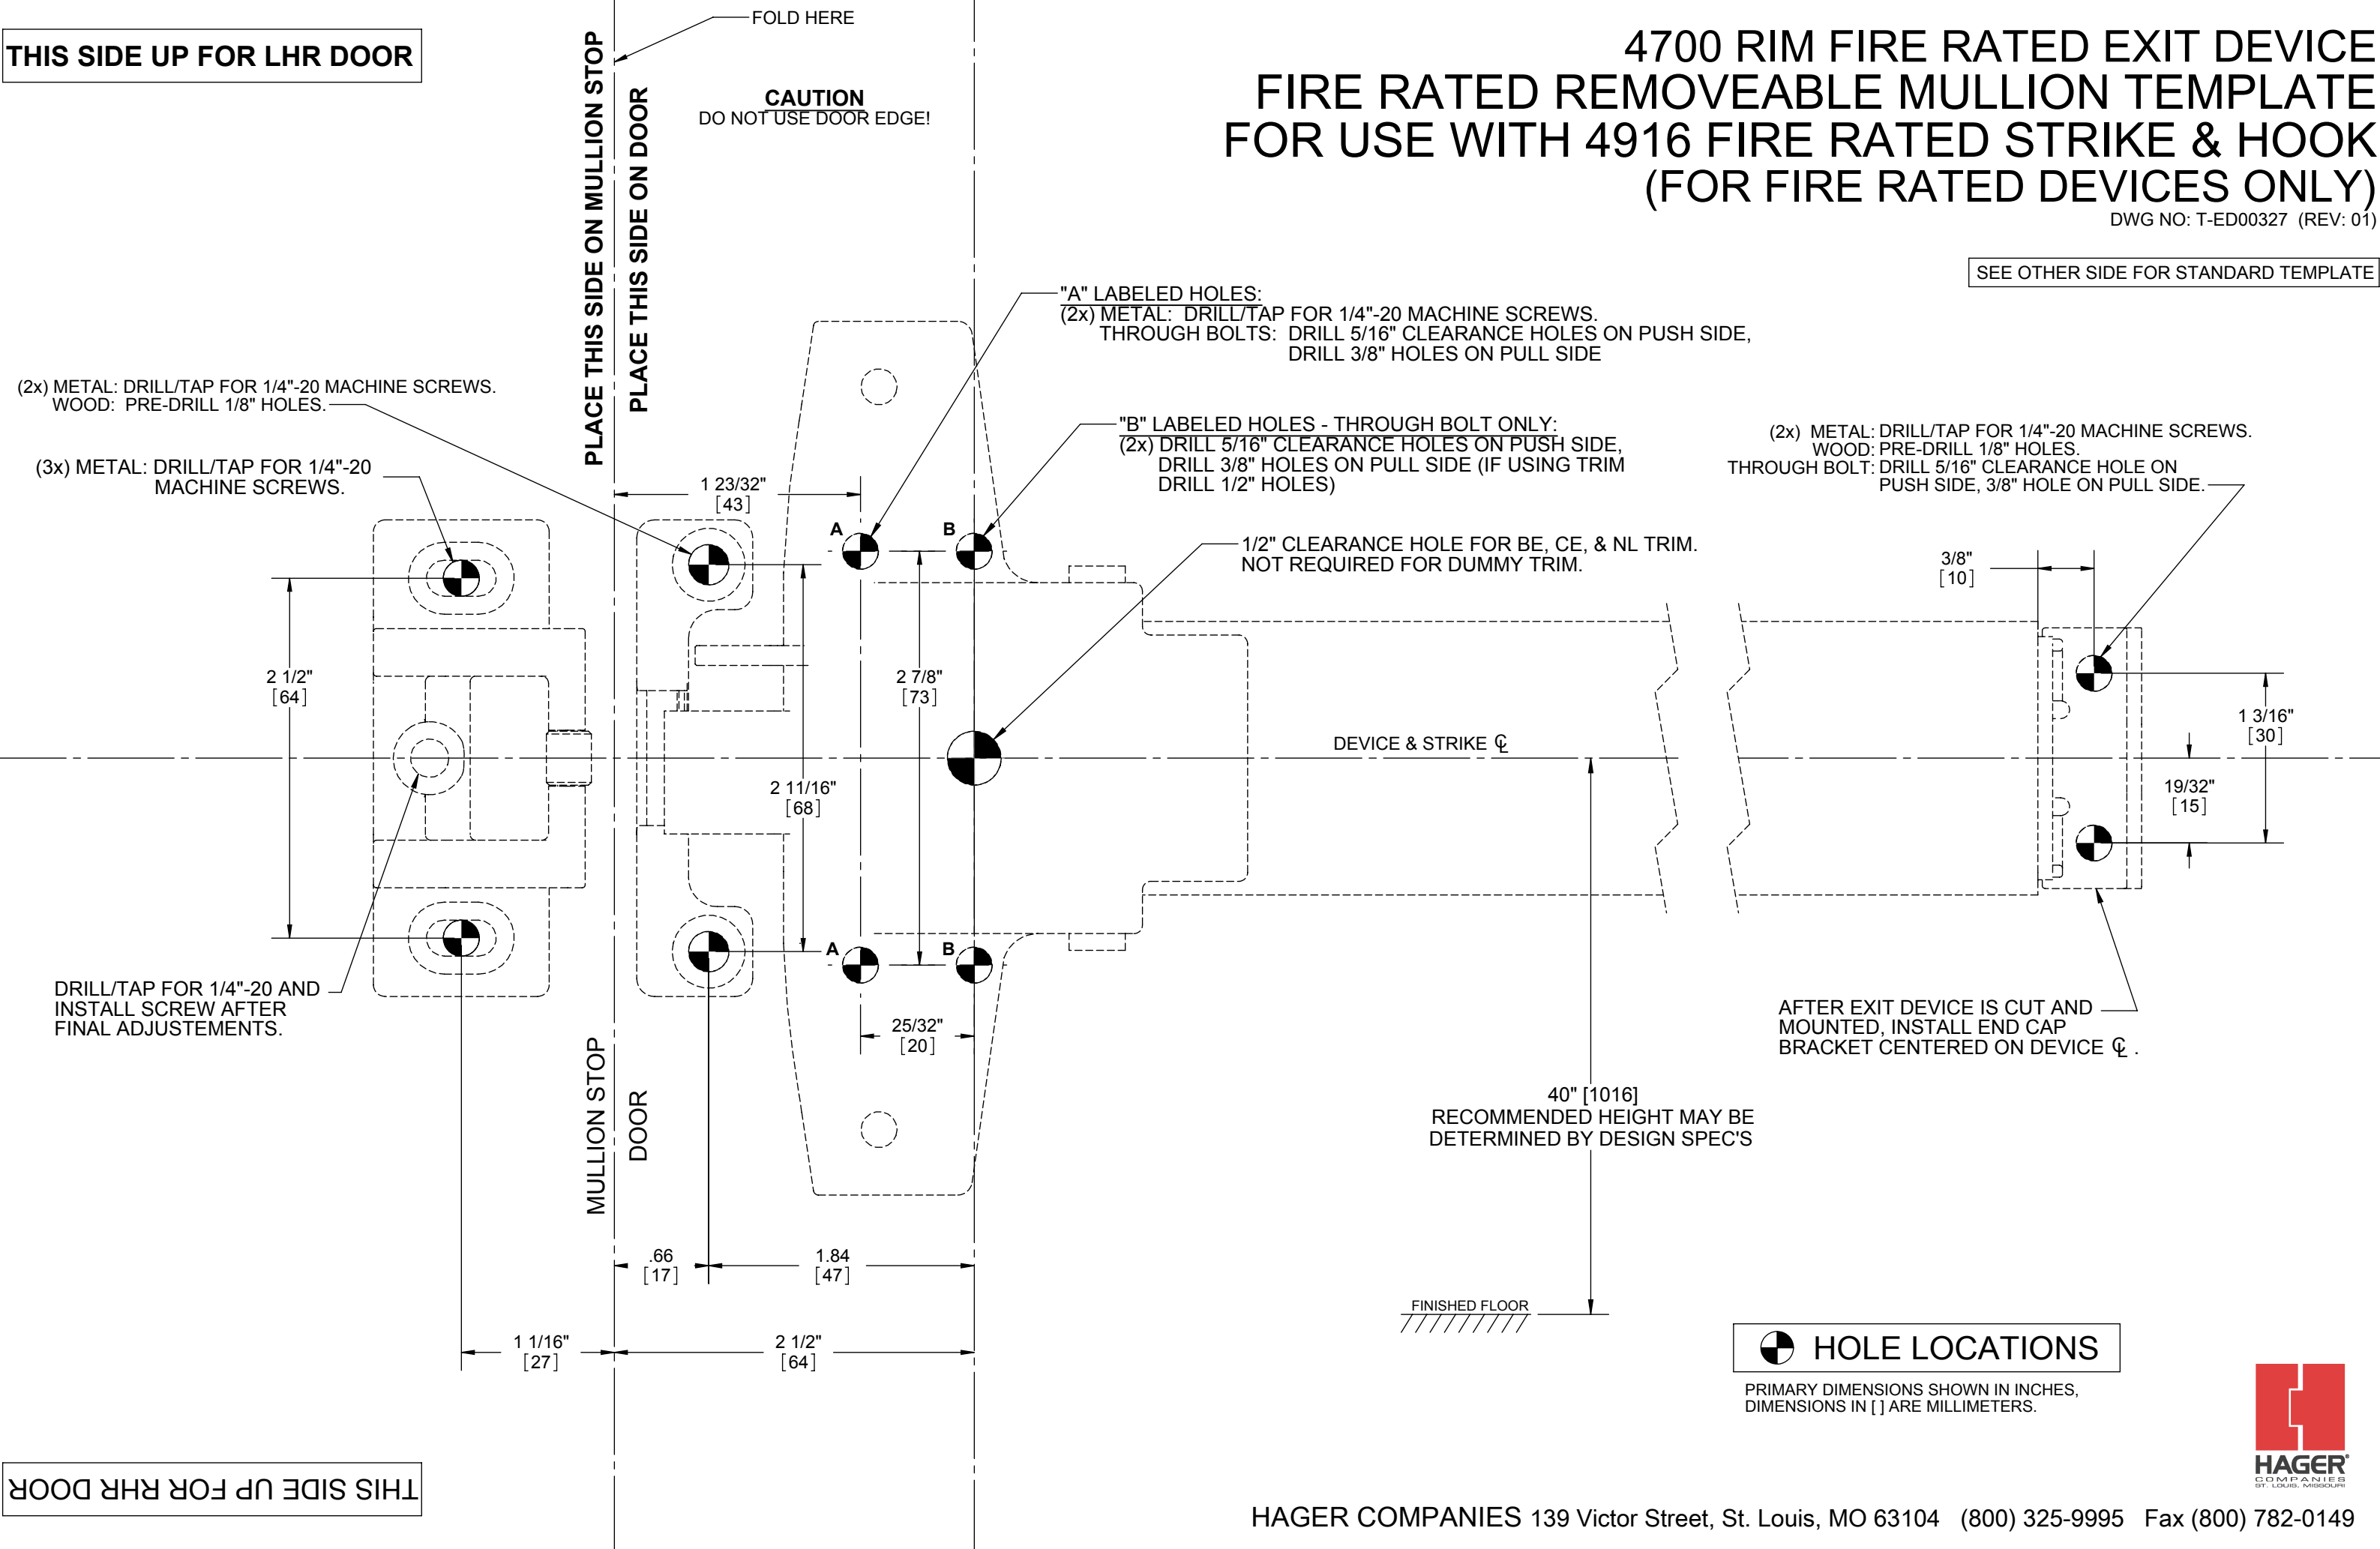 FOLD HERE
THIS SIDE UP FOR LHR DOOR
PLACE THIS SIDE ON MULLION STOP
PLACE THIS SIDE ON DOOR
CAUTION
DO NOT USE DOOR EDGE!
4700 RIM FIRE RATED EXIT DEVICE
FIRE RATED REMOVEABLE MULLION TEMPLATE
FOR USE WITH 4916 FIRE RATED STRIKE & HOOK
(FOR FIRE RATED DEVICES ONLY)
DWG NO: T-ED00327 (REV: 01)
SEE OTHER SIDE FOR STANDARD TEMPLATE
"A" LABELED HOLES:
(2x) METAL: DRILL/TAP FOR 1/4"-20 MACHINE SCREWS.
THROUGH BOLTS: DRILL 5/16" CLEARANCE HOLES ON PUSH SIDE,
DRILL 3/8" HOLES ON PULL SIDE
(2x) METAL: DRILL/TAP FOR 1/4"-20 MACHINE SCREWS.
WOOD: PRE-DRILL 1/8" HOLES.
(3x) METAL: DRILL/TAP FOR 1/4"-20
MACHINE SCREWS.
"B" LABELED HOLES - THROUGH BOLT ONLY:
(2x) DRILL 5/16" CLEARANCE HOLES ON PUSH SIDE,
DRILL 3/8" HOLES ON PULL SIDE (IF USING TRIM
DRILL 1/2" HOLES)
(2x) METAL: DRILL/TAP FOR 1/4"-20 MACHINE SCREWS.
WOOD: PRE-DRILL 1/8" HOLES.
THROUGH BOLT: DRILL 5/16" CLEARANCE HOLE ON
PUSH SIDE, 3/8" HOLE ON PULL SIDE.
1 23/32"
[43]
A
B
1/2" CLEARANCE HOLE FOR BE, CE, & NL TRIM.
NOT REQUIRED FOR DUMMY TRIM.
3/8"
[10]
2 1/2"
[64]
2 7/8"
[73]
1 3/16"
[30]
DEVICE & STRIKE ℄
2 11/16"
[68]
19/32"
[15]
A
B
DRILL/TAP FOR 1/4"-20 AND
INSTALL SCREW AFTER
FINAL ADJUSTEMENTS.
25/32"
[20]
AFTER EXIT DEVICE IS CUT AND
MOUNTED, INSTALL END CAP
BRACKET CENTERED ON DEVICE ℄ .
MULLION STOP
DOOR
40" [1016]
RECOMMENDED HEIGHT MAY BE
DETERMINED BY DESIGN SPEC'S
.66
[17]
1.84
[47]
FINISHED FLOOR
1 1/16"
[27]
2 1/2"
[64]
HOLE LOCATIONS
PRIMARY DIMENSIONS SHOWN IN INCHES,
DIMENSIONS IN [ ] ARE MILLIMETERS.
HAGER®
COMPANIES
ST. LOUIS, MISSOURI
THIS SIDE UP FOR RHR DOOR
HAGER COMPANIES 139 Victor Street, St. Louis, MO 63104 (800) 325-9995 Fax (800) 782-0149